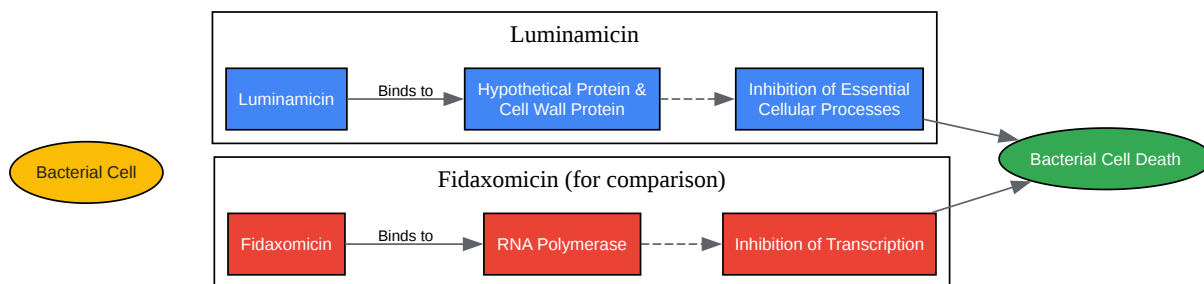 Luminamicin
Luminamicin
Binds to
Hypothetical Protein &
Cell Wall Protein
Inhibition of Essential
Cellular Processes
Bacterial Cell
Bacterial Cell Death
Fidaxomicin (for comparison)
Fidaxomicin
Binds to
RNA Polymerase
Inhibition of Transcription